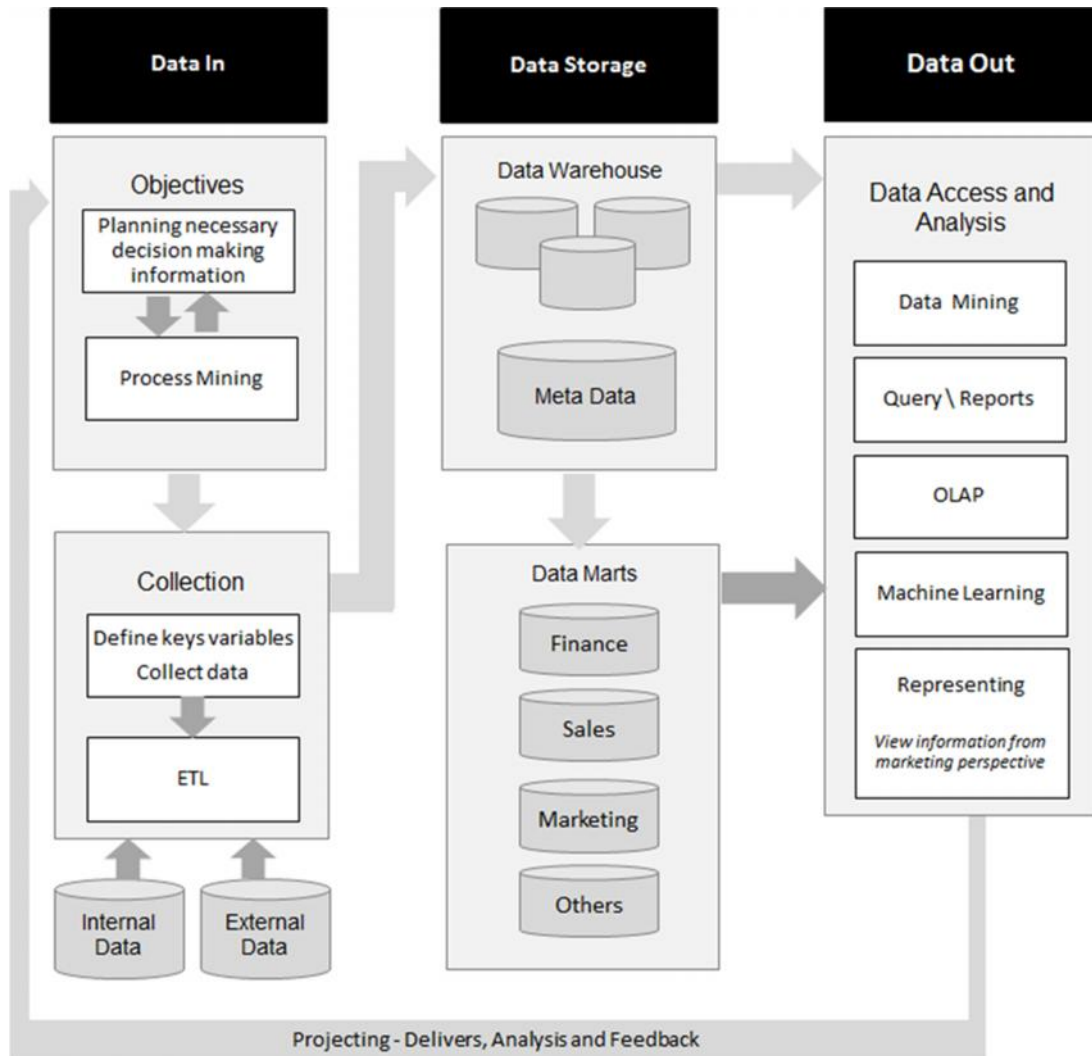 Data In
Data Storage
Data Out
Objectives
Planning necessary
decision making
information
Process Mining
Collection
Define keys variables
Collect data
ETL
Internal
Data
External
Data
Data Warehouse
Meta Data
Data Marts
Finance
Sales
Marketing
Others
Data Access and
Analysis
Data Mining
Query \ Reports
OLAP
Machine Learning
Representing
View information from
marketing perspective
Projecting - Delivers, Analysis and Feedback